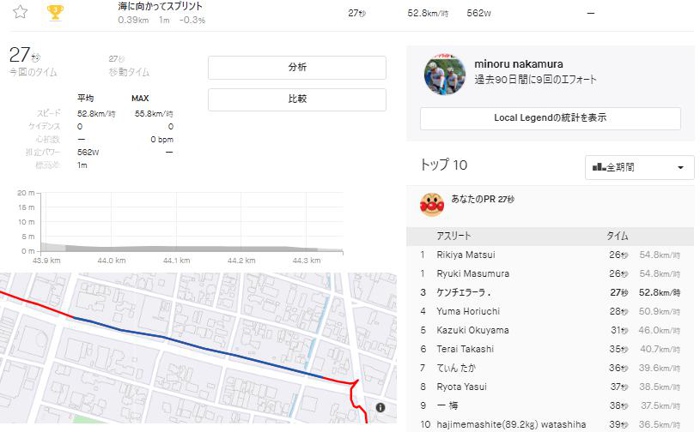 海に向かってスプリント
0.39km 1m -0.3%
27秒 52.8km/時 562W —
3
27秒
今回のタイム
27秒
移動タイム
分析
比較
平均 MAX
スピード 52.8km/時 55.8km/時
ケイデンス 0 0
心拍数 — 0 bpm
推定パワー 562W —
標高差 1m
20 m
15 m
8 m
0 m
43.9 km 44.0 km 44.1 km 44.2 km 44.3 km
i
minoru nakamura
過去90日間に9回のエフォート
Local Legendの統計を表示
トップ 10
全期間
あなたのPR 27秒
アスリート タイム
1 Rikiya Matsui 26秒 54.8km/時
1 Ryuki Masumura 26秒 54.8km/時
3 ケンチェラーラ . 27秒 52.8km/時
4 Yuma Horiuchi 28秒 50.9km/時
5 Kazuki Okuyama 31秒 46.0km/時
6 Terai Takashi 35秒 40.7km/時
7 てぃん たか 36秒 39.6km/時
8 Ryota Yasui 37秒 38.5km/時
9 一 梅 38秒 37.5km/時
10 hajimemashite(89.2kg) watashiha 39秒 36.5km/時